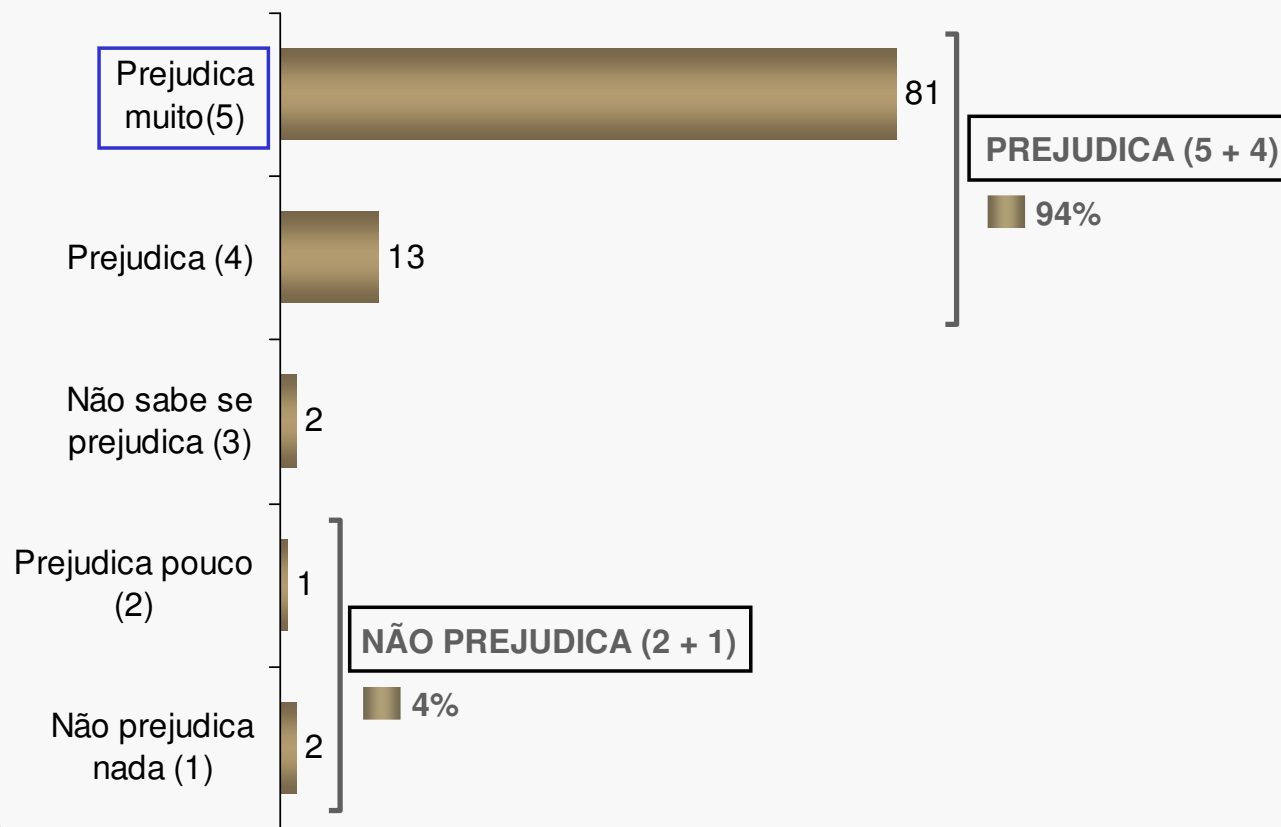 Prejudica
muito(5)
81
PREJUDICA (5 + 4)
94%
Prejudica (4)
13
Não sabe se
prejudica (3)
2
Prejudica pouco
(2)
1
NÃO PREJUDICA (2 + 1)
4%
Não prejudica
nada (1)
2